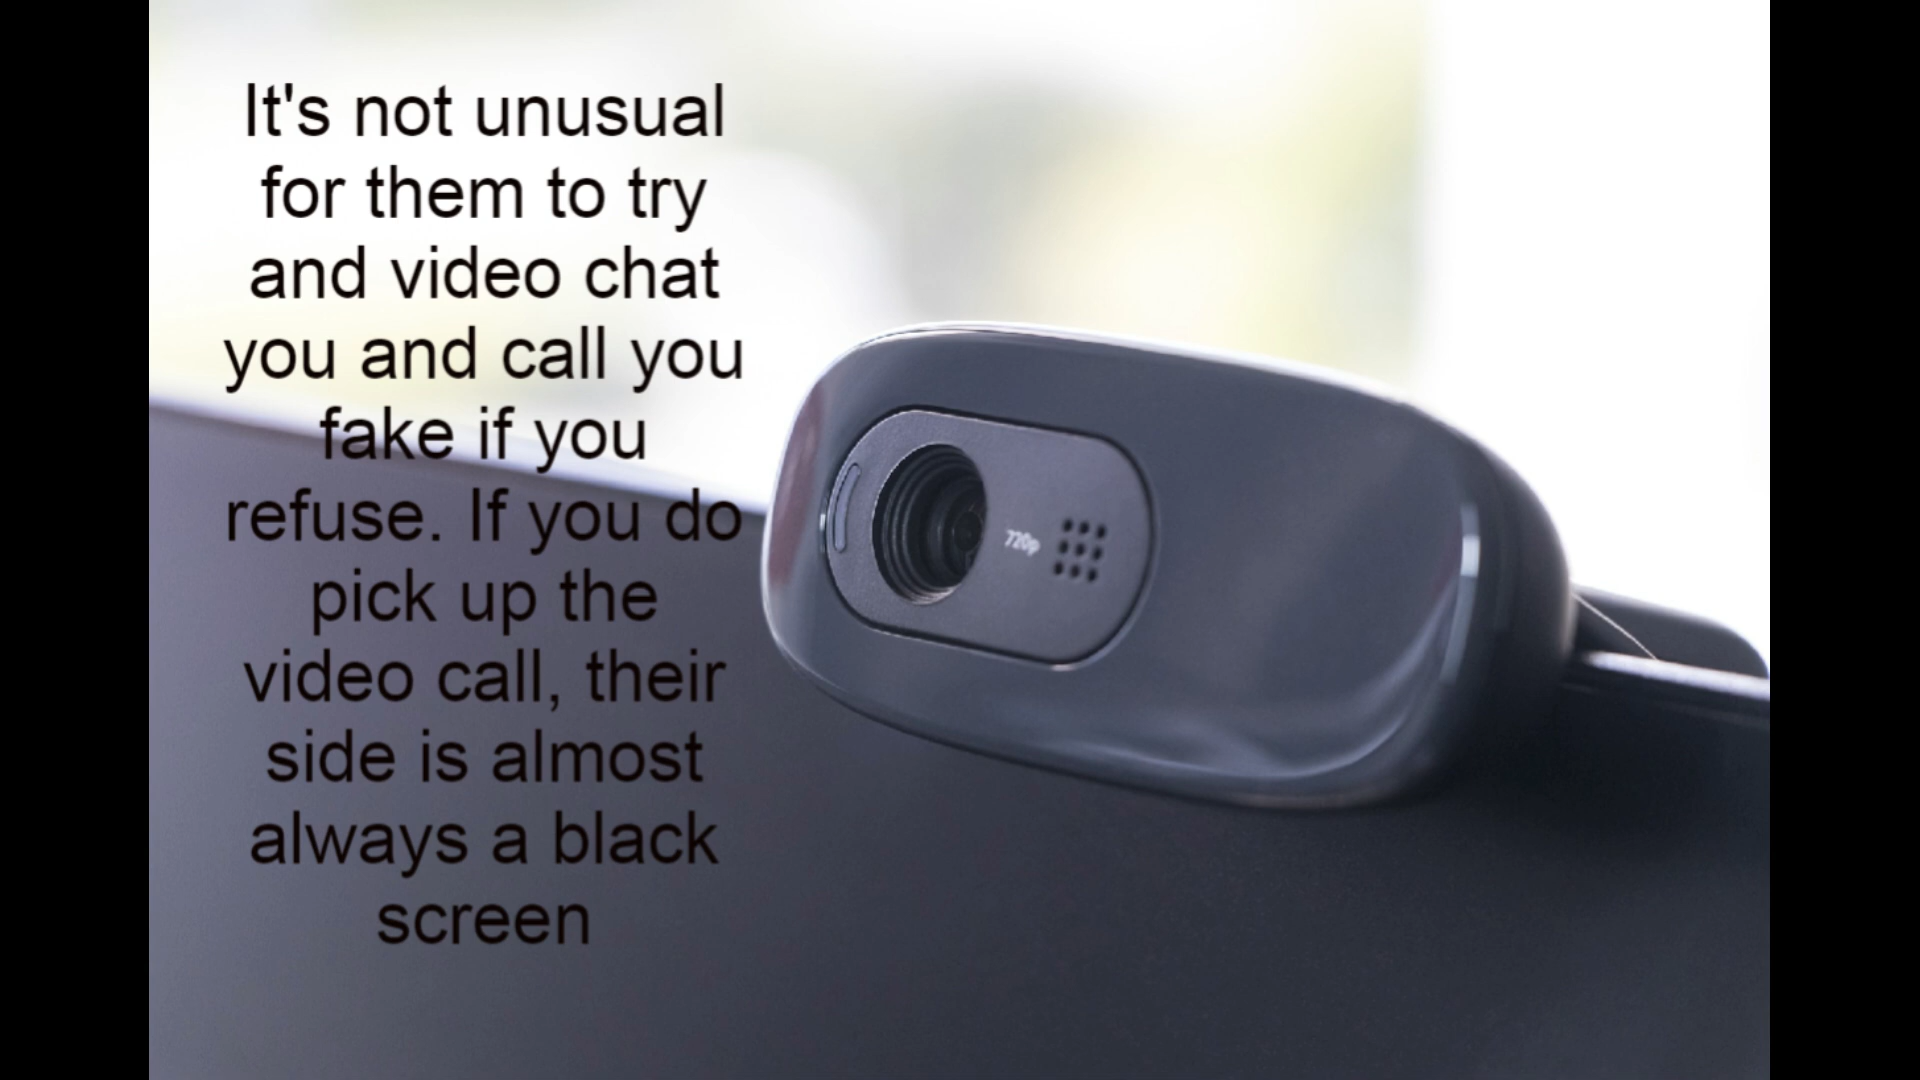 It's not unusual
for them to try
and video chat
you and call you
fake if you
refuse. If you do
pick up the
video call, their
side is almost
always a black
screen
720p